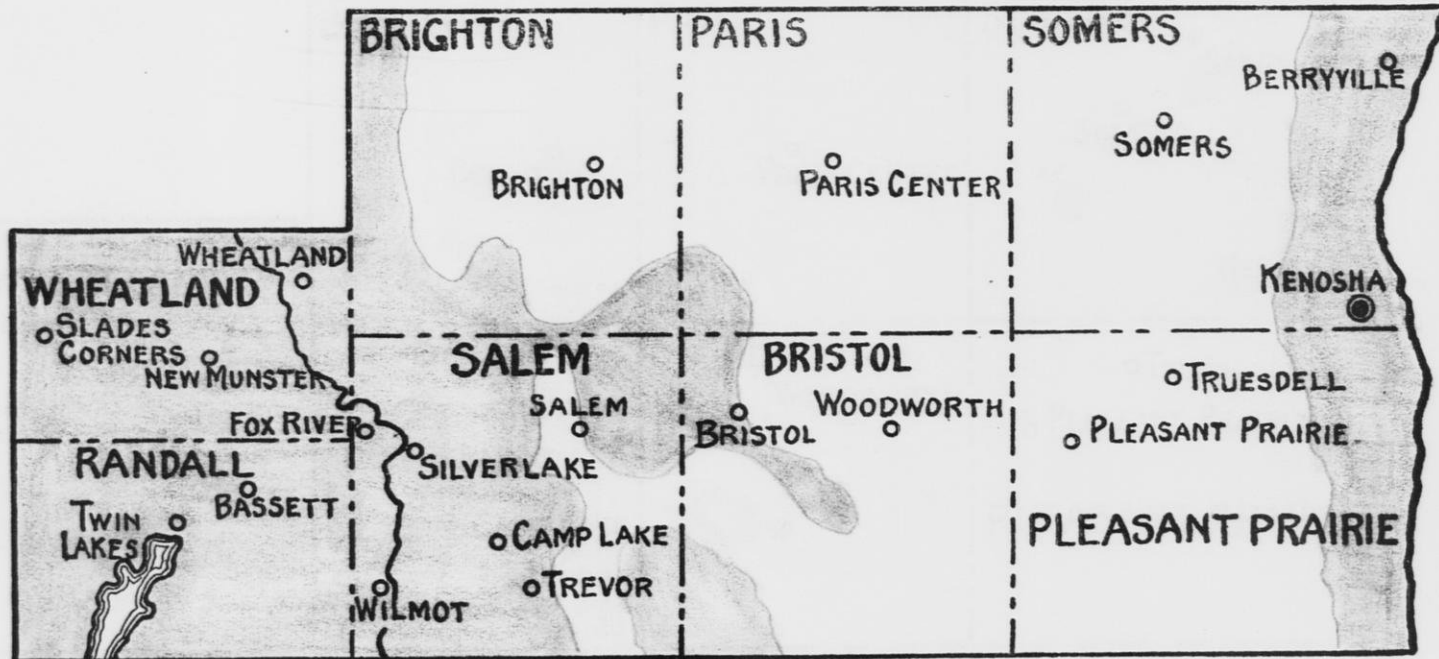 BRIGHTON
PARIS
SOMERS
BERRYVILLE
SOMERS
BRIGHTON
PARIS CENTER
WHEATLAND
WHEATLAND
KENOSHA
SLADES
CORNERS
NEW MUNSTER
SALEM
BRISTOL
TRUESDELL
SALEM
WOODWORTH
FOX RIVER
BRISTOL
PLEASANT PRAIRIE
RANDALL
SILVERLAKE
BASSETT
TWIN
LAKES
CAMP LAKE
PLEASANT PRAIRIE
TREVOR
WILMOT